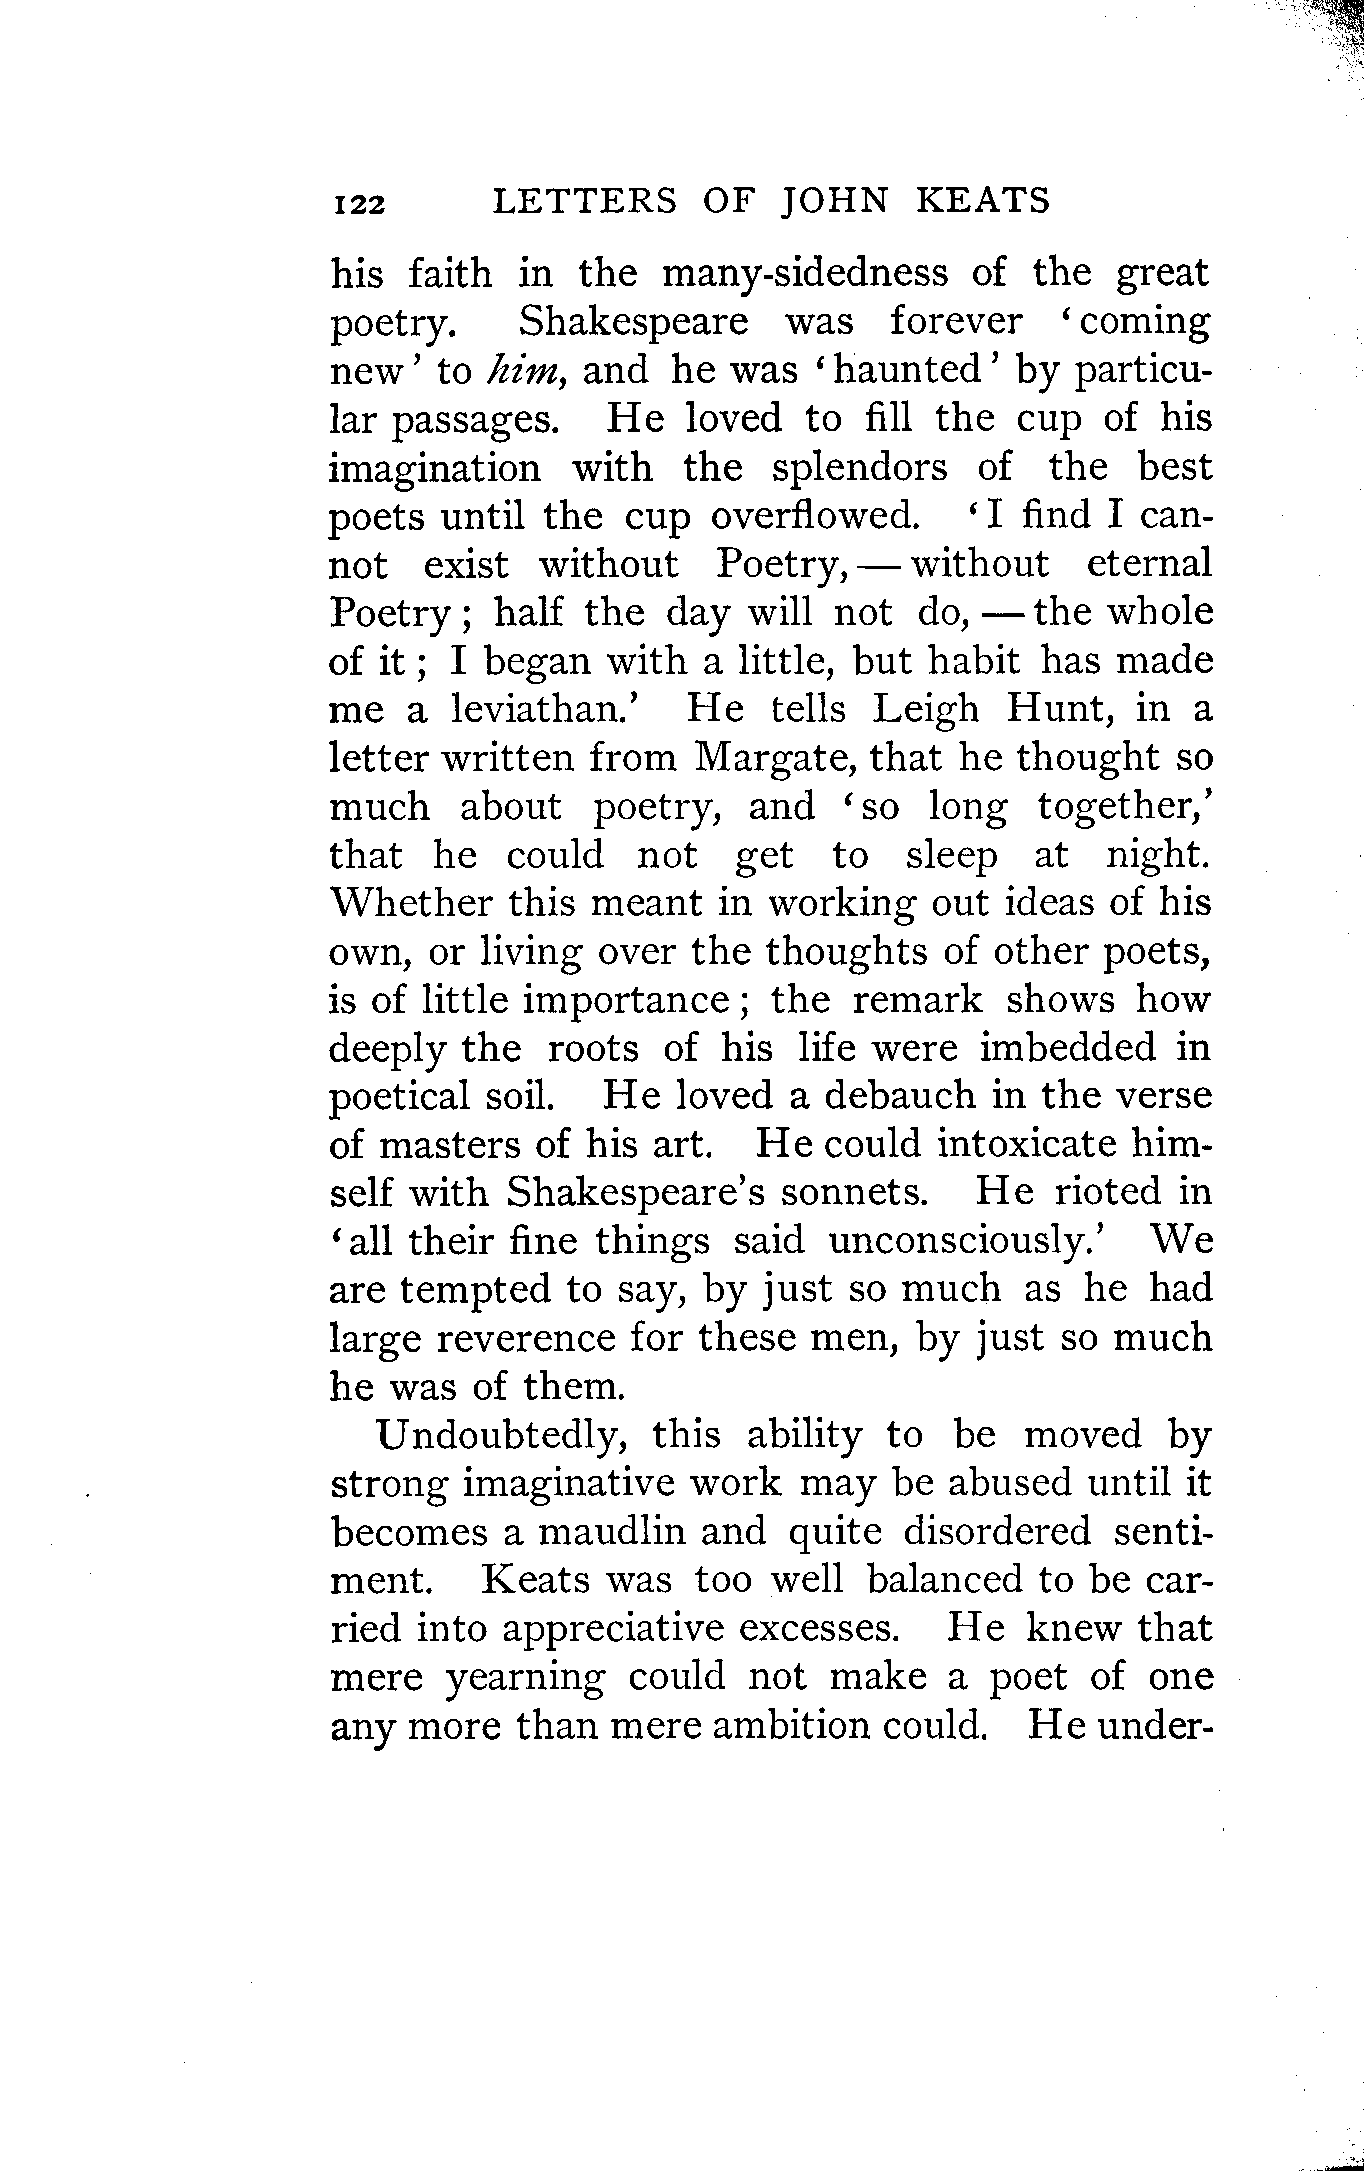 122 LETTERS OF JOHN KEATS
his faith in the many-sidedness of the great
poetry. Shakespeare was forever ‘coming
new’ to him, and he was ‘haunted’ by particu-
lar passages. He loved to fill the cup of his
imagination with the splendors of the best
poets until the cup overflowed. ‘I find I can-
not exist without Poetry,—without eternal
Poetry; half the day will not do,—the whole
of it; I began with a little, but habit has made
me a leviathan.’ He tells Leigh Hunt, in a
letter written from Margate, that he thought so
much about poetry, and ‘so long together,’
that he could not get to sleep at night.
Whether this meant in working out ideas of his
own, or living over the thoughts of other poets,
is of little importance; the remark shows how
deeply the roots of his life were imbedded in
poetical soil. He loved a debauch in the verse
of masters of his art. He could intoxicate him-
self with Shakespeare's sonnets. He rioted in
‘all their fine things said unconsciously.’ We
are tempted to say, by just so much as he had
large reverence for these men, by just so much
he was of them.
Undoubtedly, this ability to be moved by
strong imaginative work may be abused until it
becomes a maudlin and quite disordered senti-
ment. Keats was too well balanced to be car-
ried into appreciative excesses. He knew that
mere yearning could not make a poet of one
any more than mere ambition could. He under-